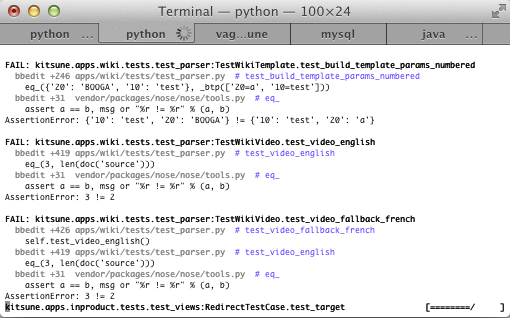 Terminal — python — 100×24
python ... python vag...une mysql java ...
FAIL: kitsune.apps.wiki.tests.test_parser:TestWikiTemplate.test_build_template_params_numbered
bbedit +246 apps/wiki/tests/test_parser.py # test_build_template_params_numbered
eq_({'20': 'BOOGA', '10': 'test'}, _btp(['20=a', '10=test']))
bbedit +31 vendor/packages/nose/nose/tools.py # eq_
assert a == b, msg or "%r != %r" % (a, b)
AssertionError: {'10': 'test', '20': 'BOOGA'} != {'10': 'test', '20': 'a'}
FAIL: kitsune.apps.wiki.tests.test_parser:TestWikiVideo.test_video_english
bbedit +419 apps/wiki/tests/test_parser.py # test_video_english
eq_(3, len(doc('source')))
bbedit +31 vendor/packages/nose/nose/tools.py # eq_
assert a == b, msg or "%r != %r" % (a, b)
AssertionError: 3 != 2
FAIL: kitsune.apps.wiki.tests.test_parser:TestWikiVideo.test_video_fallback_french
bbedit +426 apps/wiki/tests/test_parser.py # test_video_fallback_french
self.test_video_english()
bbedit +419 apps/wiki/tests/test_parser.py # test_video_english
eq_(3, len(doc('source')))
bbedit +31 vendor/packages/nose/nose/tools.py # eq_
assert a == b, msg or "%r != %r" % (a, b)
AssertionError: 3 != 2
kitsune.apps.inproduct.tests.test_views:RedirectTestCase.test_target [========/ ]